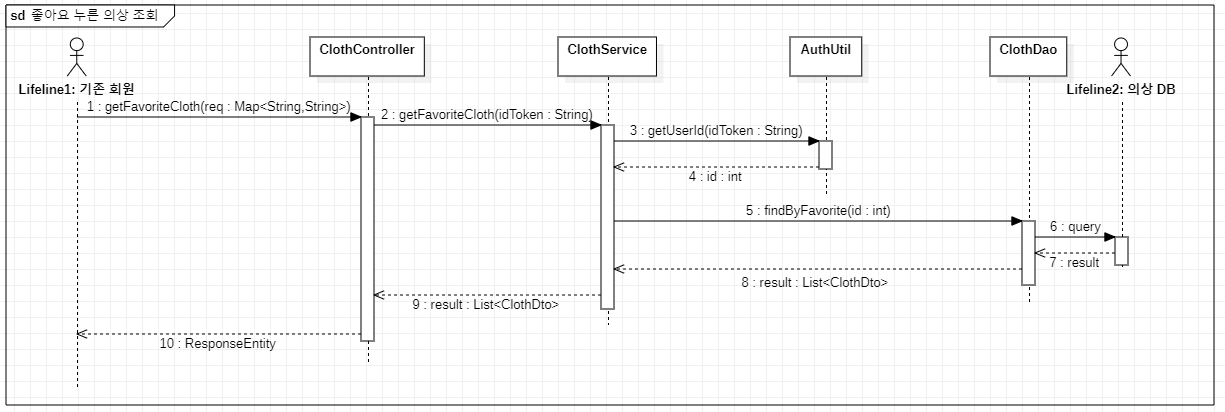 sd 좋아요 누른 의상 조회
ClothController
ClothService
AuthUtil
ClothDao
Lifeline1: 기존 회원
Lifeline2: 의상 DB
1 : getFavoriteCloth(req : Map<String,String>)
2 : getFavoriteCloth(idToken : String)
3 : getUserId(idToken : String)
4 : id : int
5 : findByFavorite(id : int)
6 : query
7 : result
8 : result : List<ClothDto>
9 : result : List<ClothDto>
10 : ResponseEntity